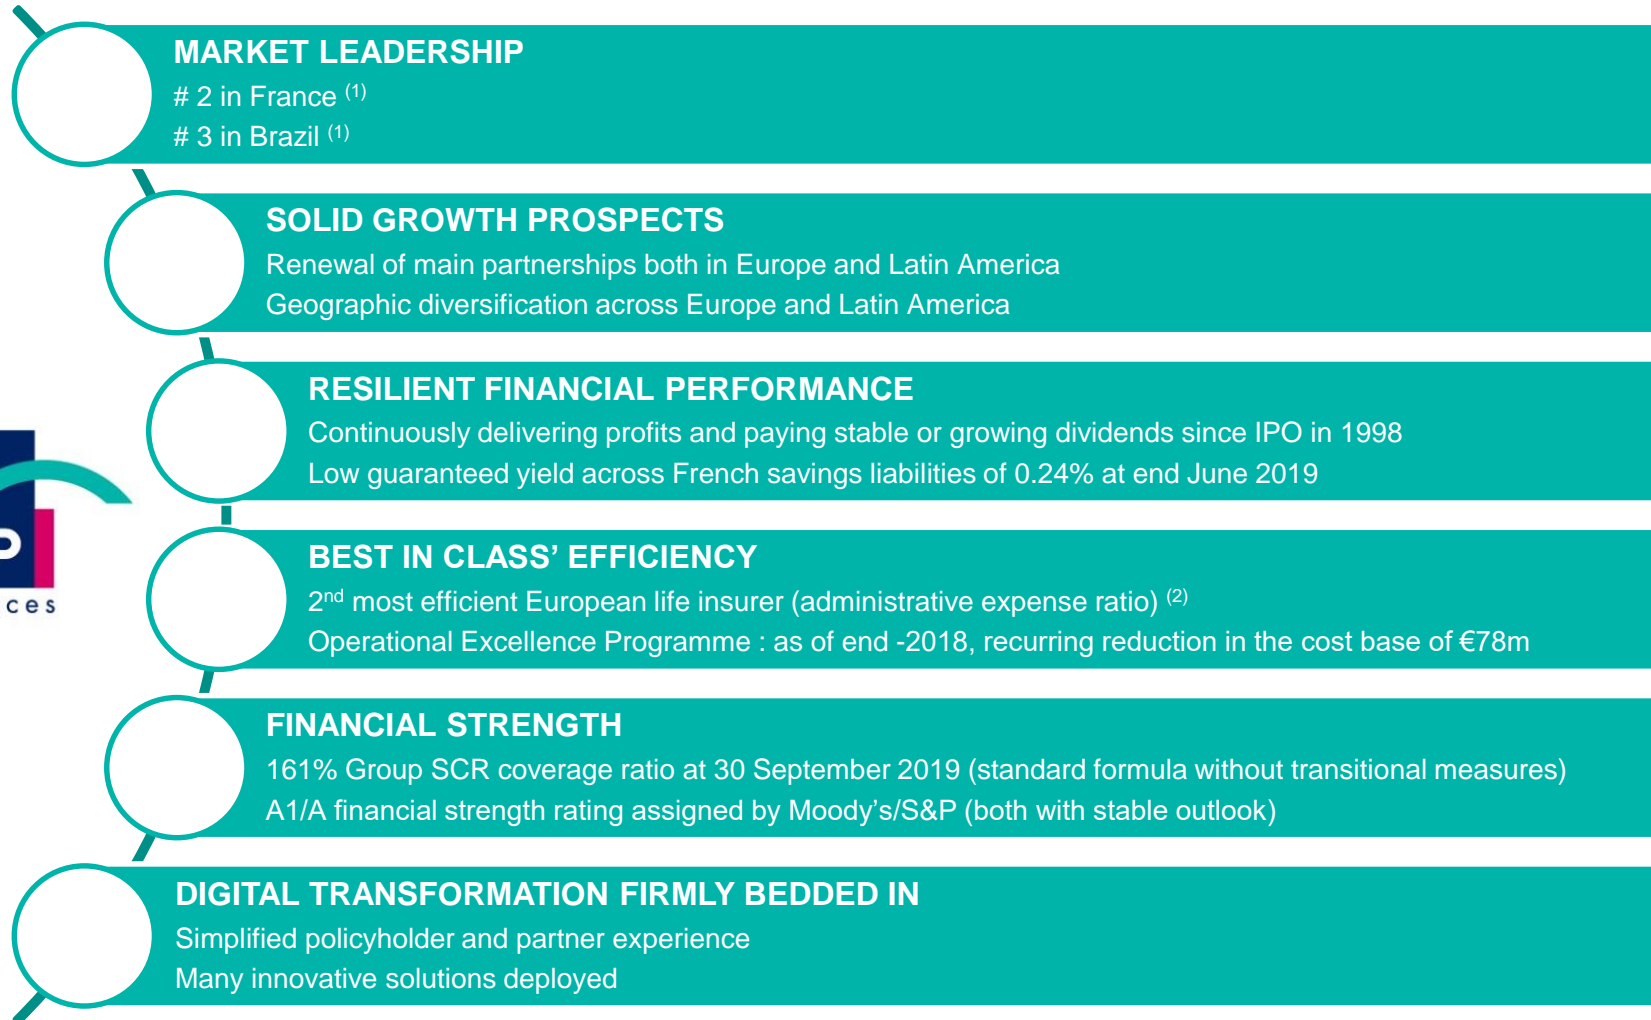 MARKET LEADERSHIP
# 2 in France (1)
# 3 in Brazil (1)
SOLID GROWTH PROSPECTS
Renewal of main partnerships both in Europe and Latin America
Geographic diversification across Europe and Latin America
RESILIENT FINANCIAL PERFORMANCE
Continuously delivering profits and paying stable or growing dividends since IPO in 1998
Low guaranteed yield across French savings liabilities of 0.24% at end June 2019
BEST IN CLASS’ EFFICIENCY
2nd most efficient European life insurer (administrative expense ratio) (2)
Operational Excellence Programme : as of end -2018, recurring reduction in the cost base of €78m
FINANCIAL STRENGTH
161% Group SCR coverage ratio at 30 September 2019 (standard formula without transitional measures)
A1/A financial strength rating assigned by Moody’s/S&P (both with stable outlook)
DIGITAL TRANSFORMATION FIRMLY BEDDED IN
Simplified policyholder and partner experience
Many innovative solutions deployed